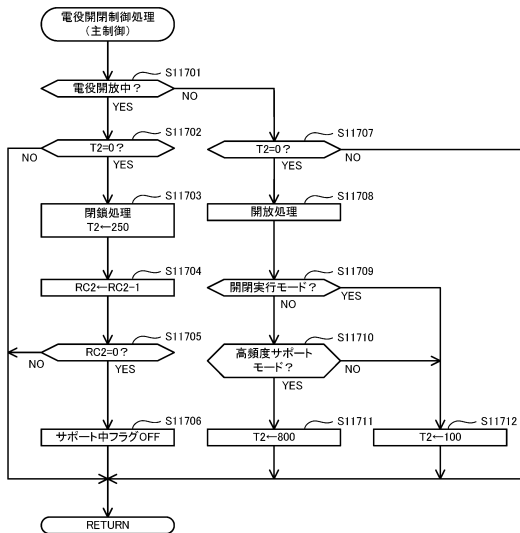 電役開閉制御処理
(主制御)
S11701
電役開放中？
NO
YES
S11702
T2=0？
NO
YES
S11703
閉鎖処理
T2←250
S11704
RC2←RC2-1
S11705
RC2=0？
NO
YES
S11706
サポート中フラグOFF
S11707
T2=0？
NO
YES
S11708
開放処理
S11709
開閉実行モード？
YES
NO
S11710
高頻度サポート
モード？
NO
YES
S11711
T2←800
S11712
T2←100
RETURN